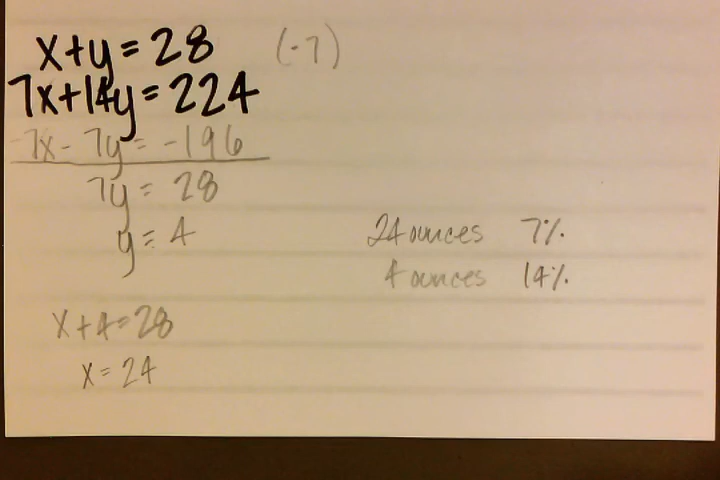 x+y=28 (-7)
7x+14y=224
-7x-7y=-196
7y=28
y=4
24 ounces 7%
4 ounces 14%
x+4=28
x=24